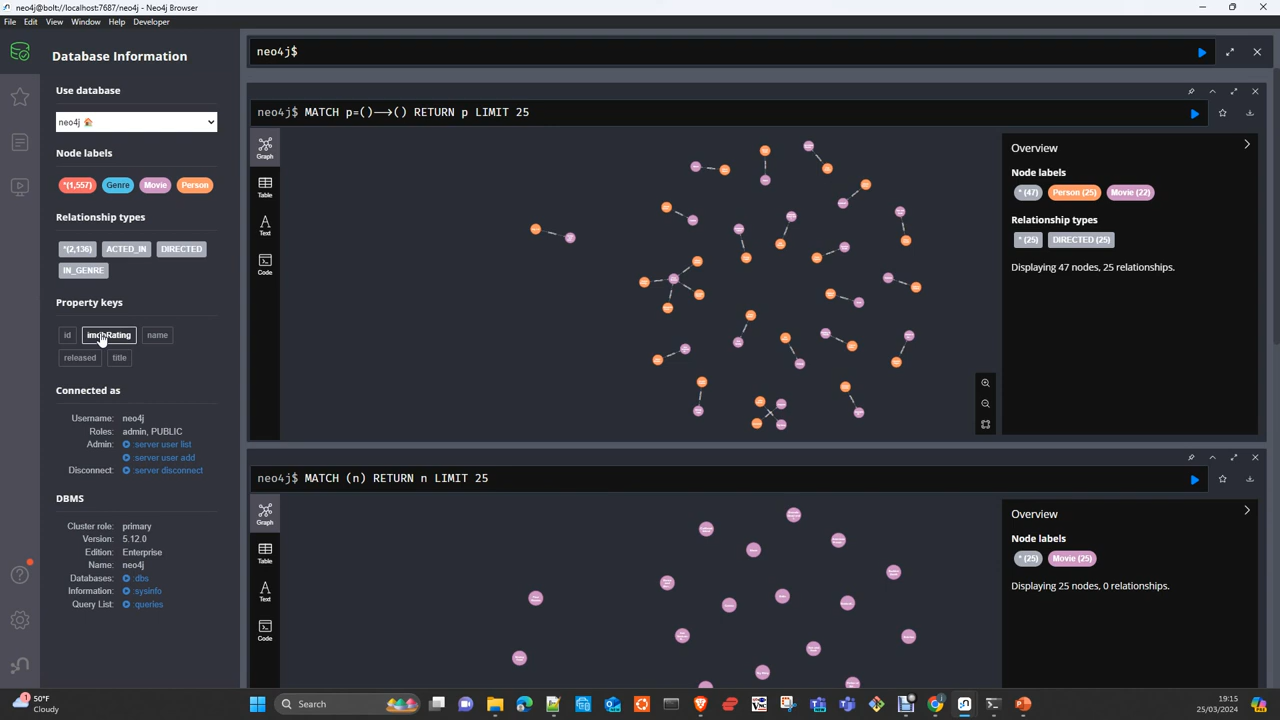 neo4j@bolt://localhost:7687/neo4j - Neo4j Browser
File Edit View Window Help Developer
Database Information
Use database
neo4j
Node labels
*(1,557) Genre Movie Person
Relationship types
*(2,136) ACTED_IN DIRECTED
IN_GENRE
Property keys
id imdbRating name
released title
Connected as
Username: neo4j
Roles: admin, PUBLIC
Admin: :server user list
:server user add
Disconnect: :server disconnect
DBMS
Cluster role: primary
Version: 5.12.0
Edition: Enterprise
Name: neo4j
Databases: :dbs
Information: :sysinfo
Query List: :queries
neo4j$
neo4j$ MATCH p=()-->() RETURN p LIMIT 25
Graph
Table
Text
Code
Overview
Node labels
* (47) Person (25) Movie (22)
Relationship types
* (25) DIRECTED (25)
Displaying 47 nodes, 25 relationships.
neo4j$ MATCH (n) RETURN n LIMIT 25
Graph
Table
Text
Code
Overview
Node labels
* (25) Movie (25)
Displaying 25 nodes, 0 relationships.
1
50°F
Cloudy
Search
19:15
25/03/2024